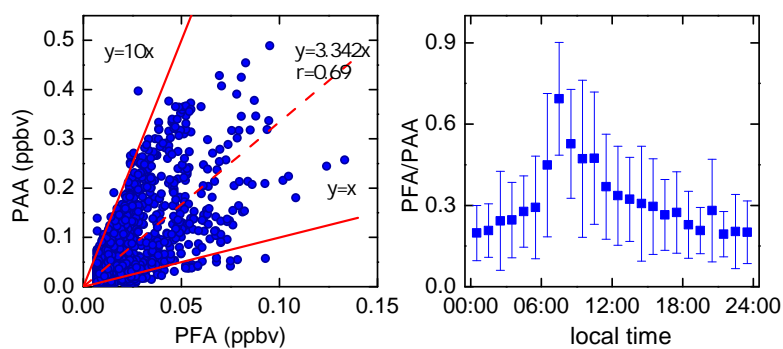 0.5
0.4
0.3
0.2
0.1
0.0
PAA (ppbv)
y=10x
y=3.342x
r=0.69
y=x
0.00
0.05
0.10
0.15
PFA (ppbv)
0.9
0.6
0.3
0.0
PFA/PAA
00:00
06:00
12:00
18:00
24:00
local time